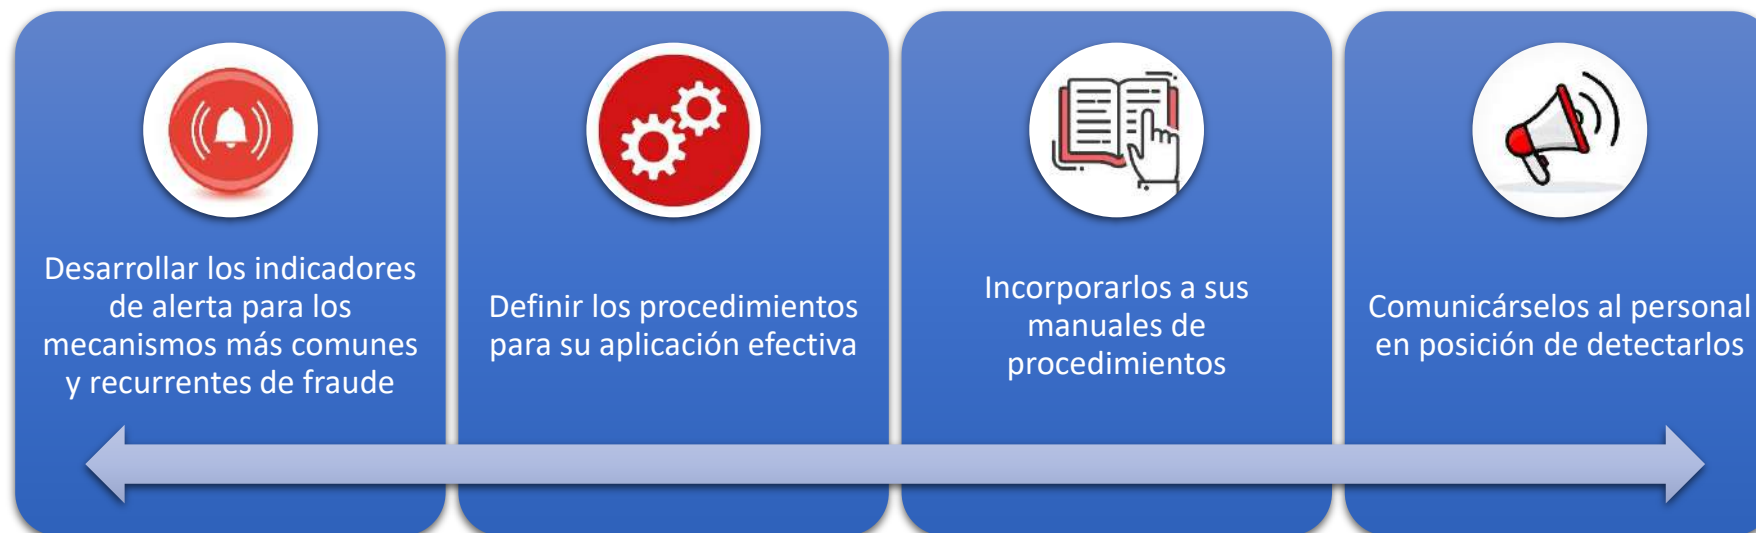 Desarrollar los indicadores
de alerta para los
mecanismos más comunes
y recurrentes de fraude
Definir los procedimientos
para su aplicación efectiva
Incorporarlos a sus
manuales de
procedimientos
Comunicárselos al personal
en posición de detectarlos